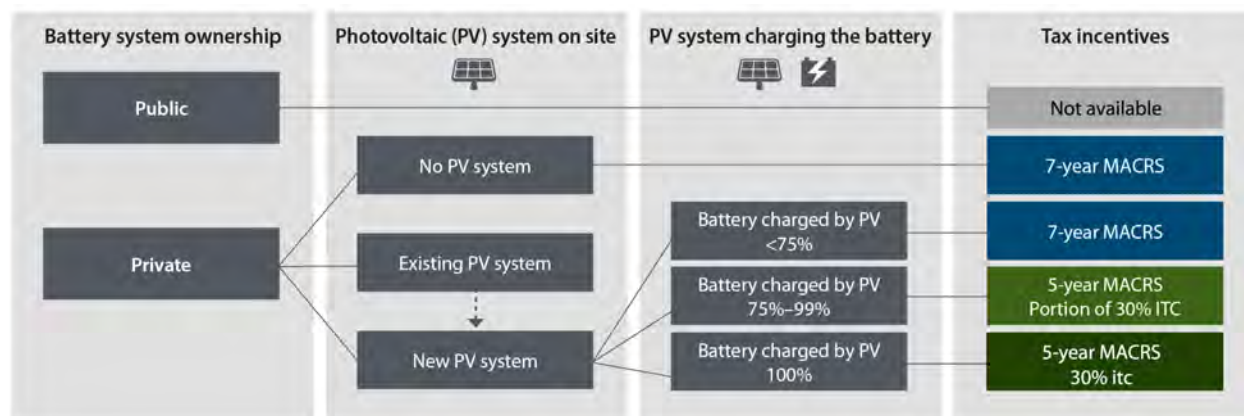 Battery system ownership
Photovoltaic (PV) system on site
PV system charging the battery
Tax incentives
Public
Not available
No PV system
7-year MACRS
Private
Existing PV system
New PV system
Battery charged by PV
<75%
7-year MACRS
Battery charged by PV
75%–99%
5-year MACRS
Portion of 30% ITC
Battery charged by PV
100%
5-year MACRS
30% itc